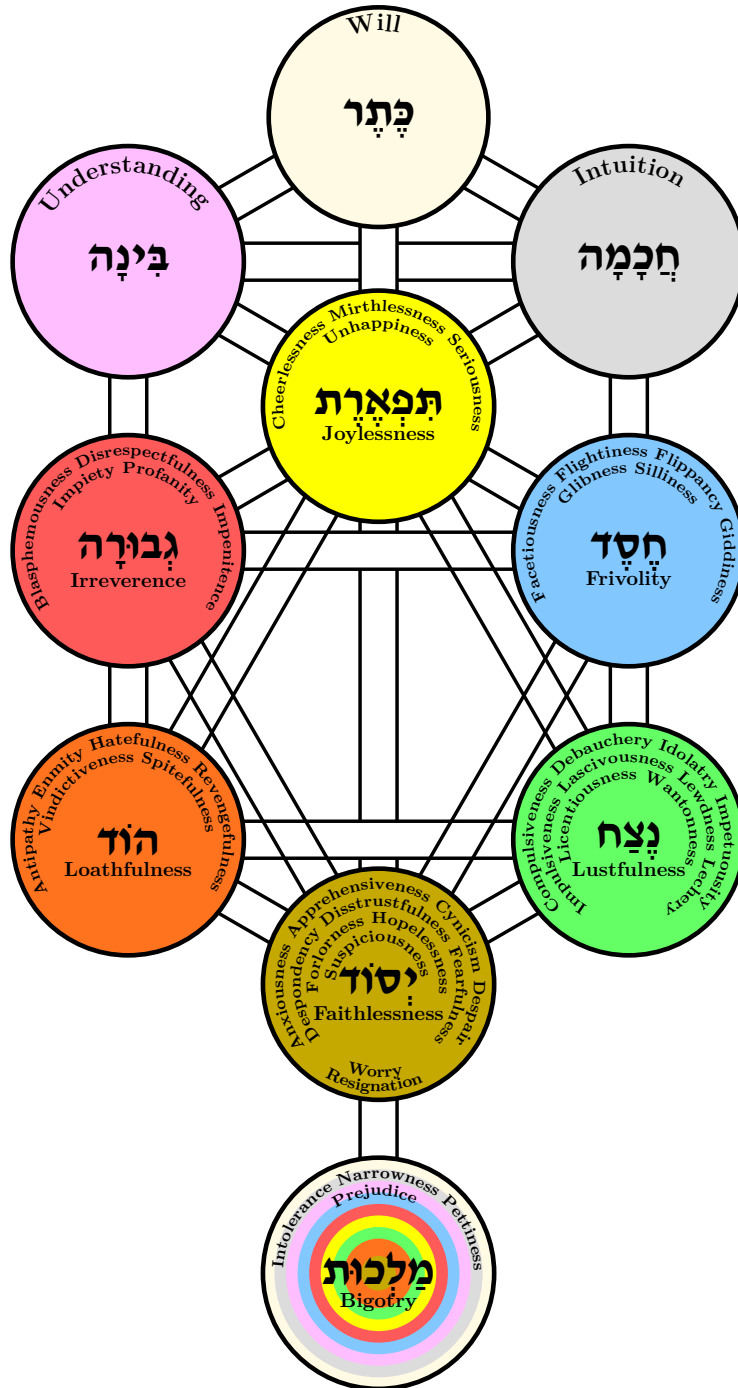 Will
כֶּתֶר
Understanding
בִּינָה
Intuition
חֲכָמָה
Cheerlessness Mirthlessness Seriousness
Unhappiness
תִּפְאֶרֶת
Joylessness
Blasphemousness Disrespectfulness Impenitence
Impiety Profanity
גְבוּרָה
Irreverence
Facetiousness Flightiness Flippancy Giddiness
Glibness Silliness
חֶסֶד
Frivolity
Antipathy Enmity Hatefulness Revengefulness
Vindictiveness Spitefulness
הוֹד
Loathfulness
Compulsiveness Debauchery Idolatry Impetuosity
Impulsiveness Lascivousness Lewdness Lechery
Licentiousness Wantonness
נֶצַח
Lustfulness
Anxiousness Apprehensiveness Cynicism Despair
Despondency Disstrustfulness Fearfulness
Forlorness Hopelessness
Suspiciousness
יְסוֹד
Faithlessness
Worry
Resignation
Intolerance Narrowness Pettiness
Prejudice
מַלְכוּת
Bigotry